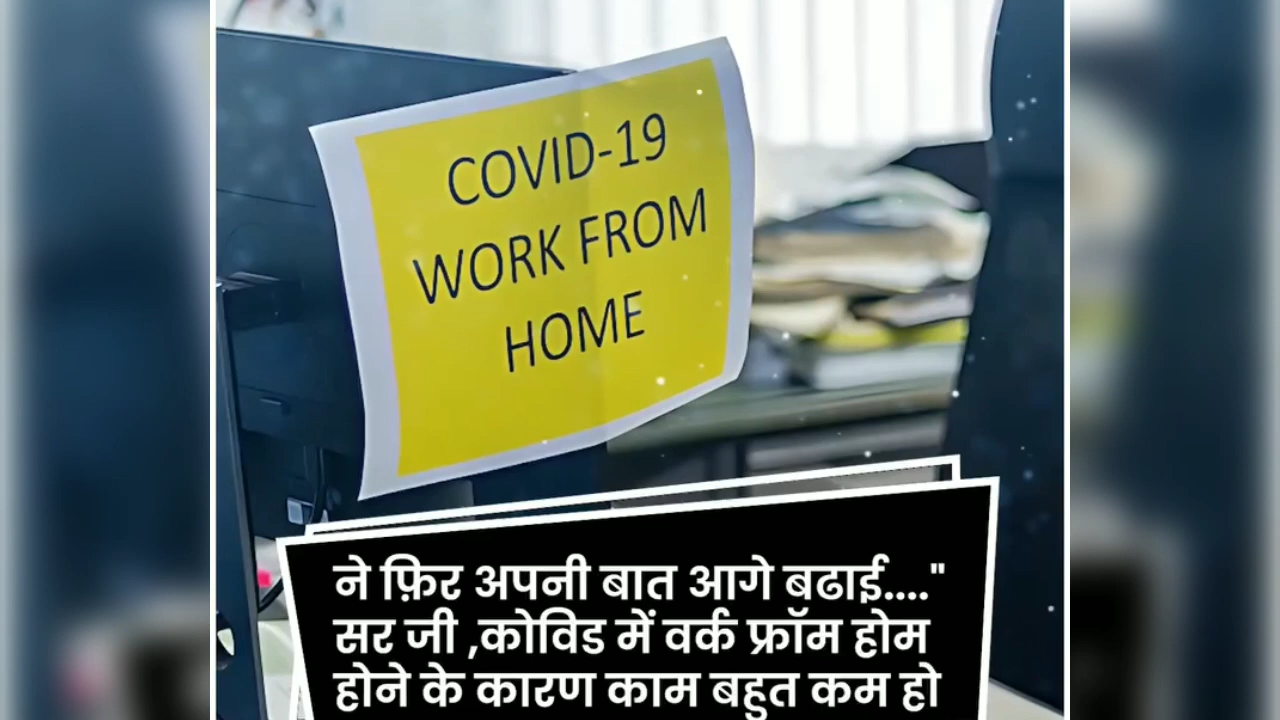 COVID-19
WORK FROM
HOME
ने फ़िर अपनी बात आगे बढाई...."
सर जी ,कोविड में वर्क फ्रॉम होम
होने के कारण काम बहुत कम हो